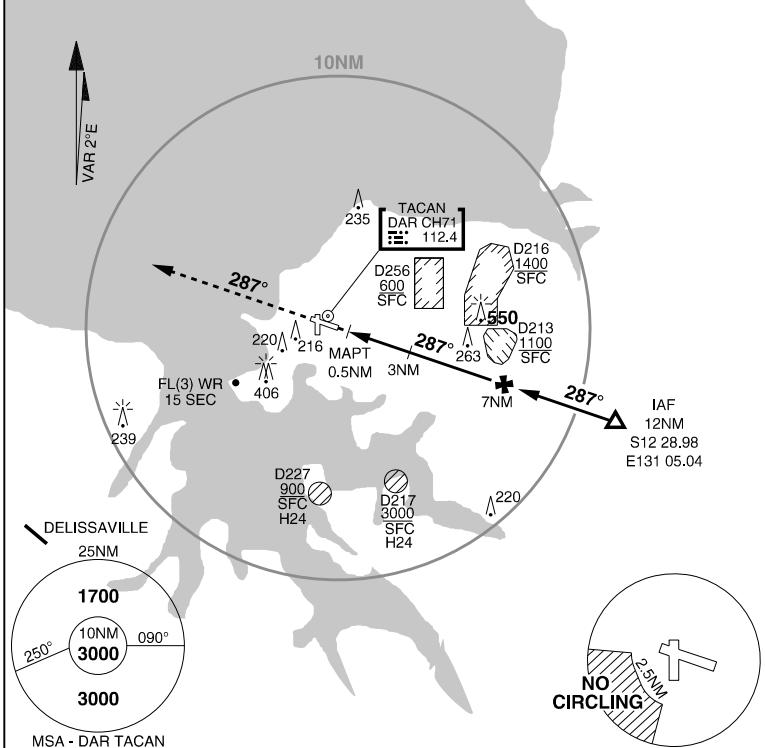 10NM
VAR 2°E
235
TACAN
DAR CH71
112.4
D216
1400
SFC
D256
600
SFC
287°
550
D213
1100
SFC
287°
220
216
MAPT
0.5NM
3NM
263
FL(3) WR
15 SEC
406
7NM
287°
IAF
12NM
S12 28.98
E131 05.04
239
D227
900
SFC
H24
D217
3000
SFC
H24
220
DELISSAVILLE
25NM
1700
10NM
3000
250°
090°
3000
MSA - DAR TACAN
2.5NM
NO
CIRCLING